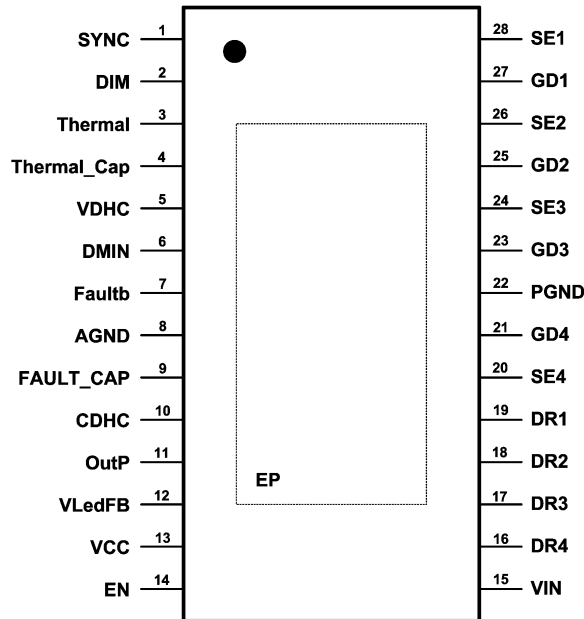 SYNC 1 28 SE1
DIM 2 27 GD1
Thermal 3 26 SE2
Thermal_Cap 4 25 GD2
VDHC 5 24 SE3
DMIN 6 23 GD3
Faultb 7 22 PGND
AGND 8 21 GD4
FAULT_CAP 9 20 SE4
CDHC 10 19 DR1
OutP 11 18 DR2
EP
VLedFB 12 17 DR3
VCC 13 16 DR4
EN 14 15 VIN